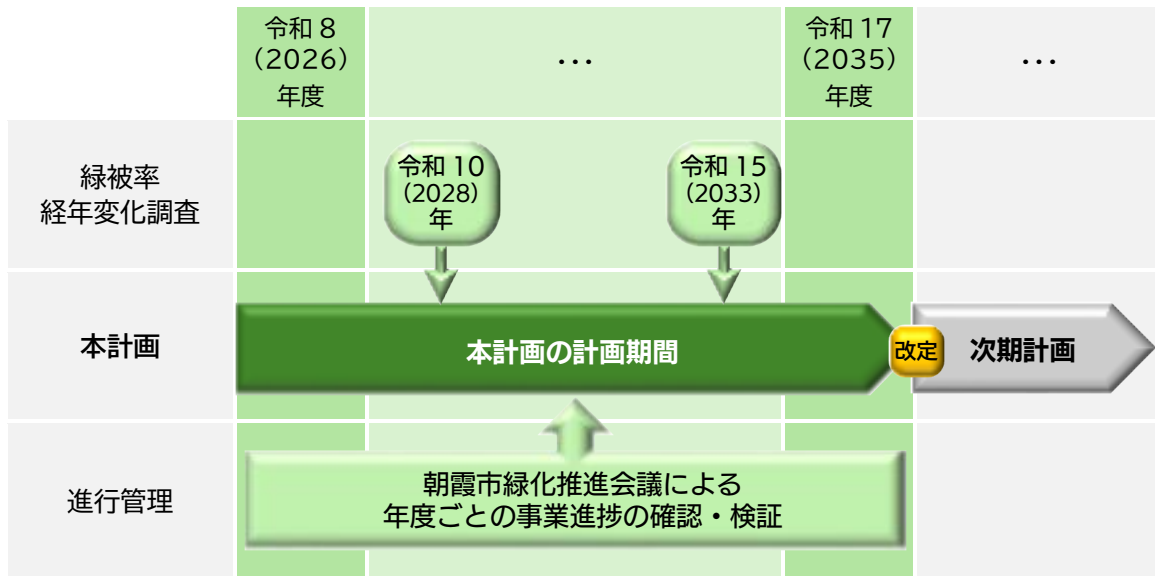 令和 8
（2026）
年度
…
令和 17
（2035）
年度
…
緑被率
経年変化調査
令和 10
（2028）
年
令和 15
（2033）
年
本計画
本計画の計画期間
改定
次期計画
進行管理
朝霞市緑化推進会議による
年度ごとの事業進捗の確認・検証